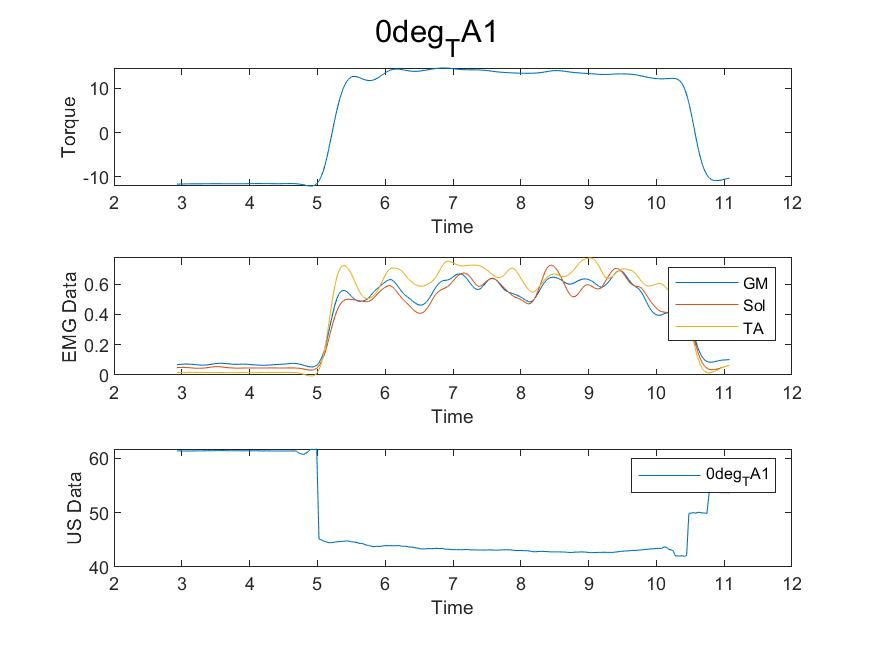 0deg_TA1
10
0
-10
Torque
2 3 4 5 6 7 8 9 10 11 12
Time
0.6
0.4
0.2
0
EMG Data
GM
Sol
TA
2 3 4 5 6 7 8 9 10 11 12
Time
60
50
40
US Data
0deg_TA1
2 3 4 5 6 7 8 9 10 11 12
Time